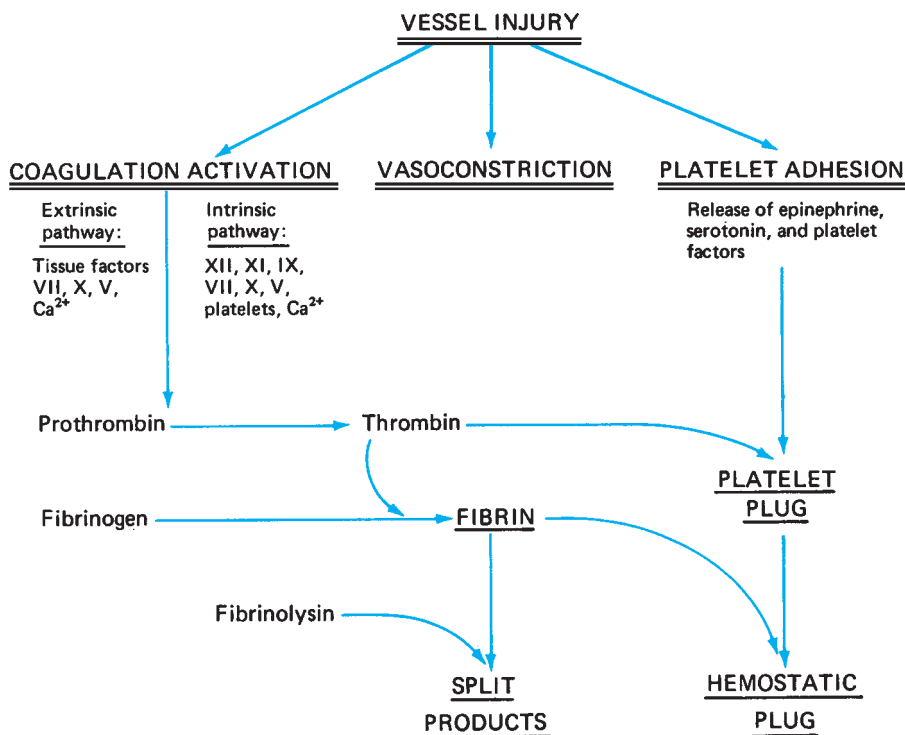 VESSEL INJURY
COAGULATION ACTIVATION
VASOCONSTRICTION
PLATELET ADHESION
Extrinsic
pathway:
Tissue factors
VII, X, V,
Ca²⁺
Intrinsic
pathway:
XII, XI, IX,
VII, X, V,
platelets, Ca²⁺
Release of epinephrine,
serotonin, and platelet
factors
Prothrombin
Thrombin
PLATELET
PLUG
Fibrinogen
FIBRIN
Fibrinolysin
SPLIT
PRODUCTS
HEMOSTATIC
PLUG